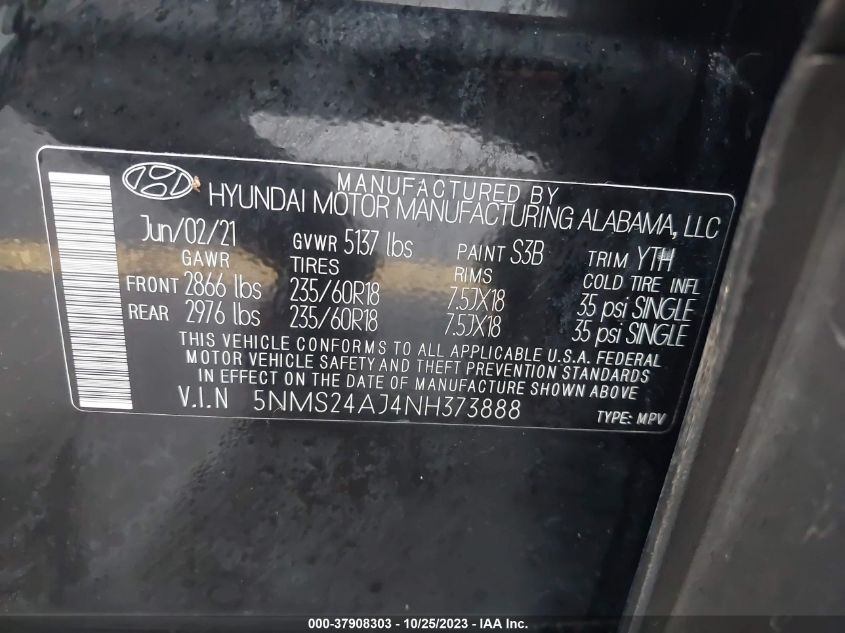 MANUFACTURED BY
HYUNDAI MOTOR MANUFACTURING ALABAMA, LLC
Jun/02/21 GVWR 5137 lbs PAINT S3B TRIM YTH
GAWR TIRES RIMS COLD TIRE INFL
FRONT 2866 lbs 235/60R18 7.5JX18 35 psi SINGLE
REAR 2976 lbs 235/60R18 7.5JX18 35 psi SINGLE
THIS VEHICLE CONFORMS TO ALL APPLICABLE U.S.A. FEDERAL
MOTOR VEHICLE SAFETY AND THEFT PREVENTION STANDARDS
IN EFFECT ON THE DATE OF MANUFACTURE SHOWN ABOVE
V.I.N 5NMS24AJ4NH373888 TYPE: MPV
000-37908303 - 10/25/2023 - IAA Inc.